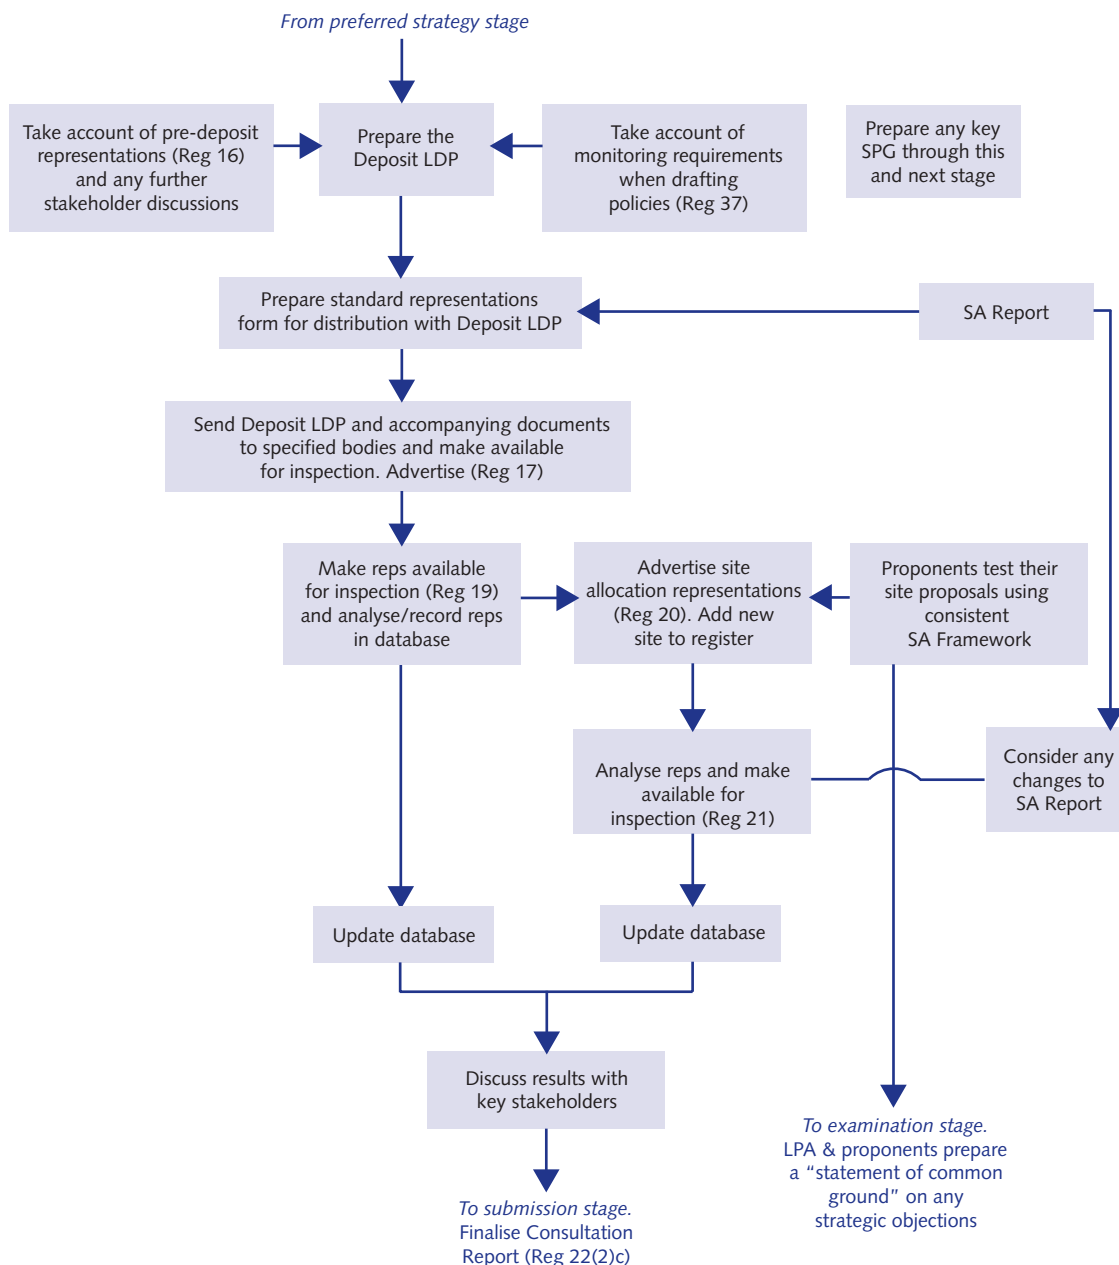 From preferred strategy stage
Take account of pre-deposit
representations (Reg 16)
and any further
stakeholder discussions
Prepare the
Deposit LDP
Take account of
monitoring requirements
when drafting
policies (Reg 37)
Prepare any key
SPG through this
and next stage
Prepare standard representations
form for distribution with Deposit LDP
SA Report
Send Deposit LDP and accompanying documents
to specified bodies and make available
for inspection. Advertise (Reg 17)
Make reps available
for inspection (Reg 19)
and analyse/record reps
in database
Advertise site
allocation representations
(Reg 20). Add new
site to register
Proponents test their
site proposals using
consistent
SA Framework
Analyse reps and make
available for
inspection (Reg 21)
Consider any
changes to
SA Report
Update database
Update database
Discuss results with
key stakeholders
To examination stage.
LPA & proponents prepare
a “statement of common
ground” on any
strategic objections
To submission stage.
Finalise Consultation
Report (Reg 22(2)c)